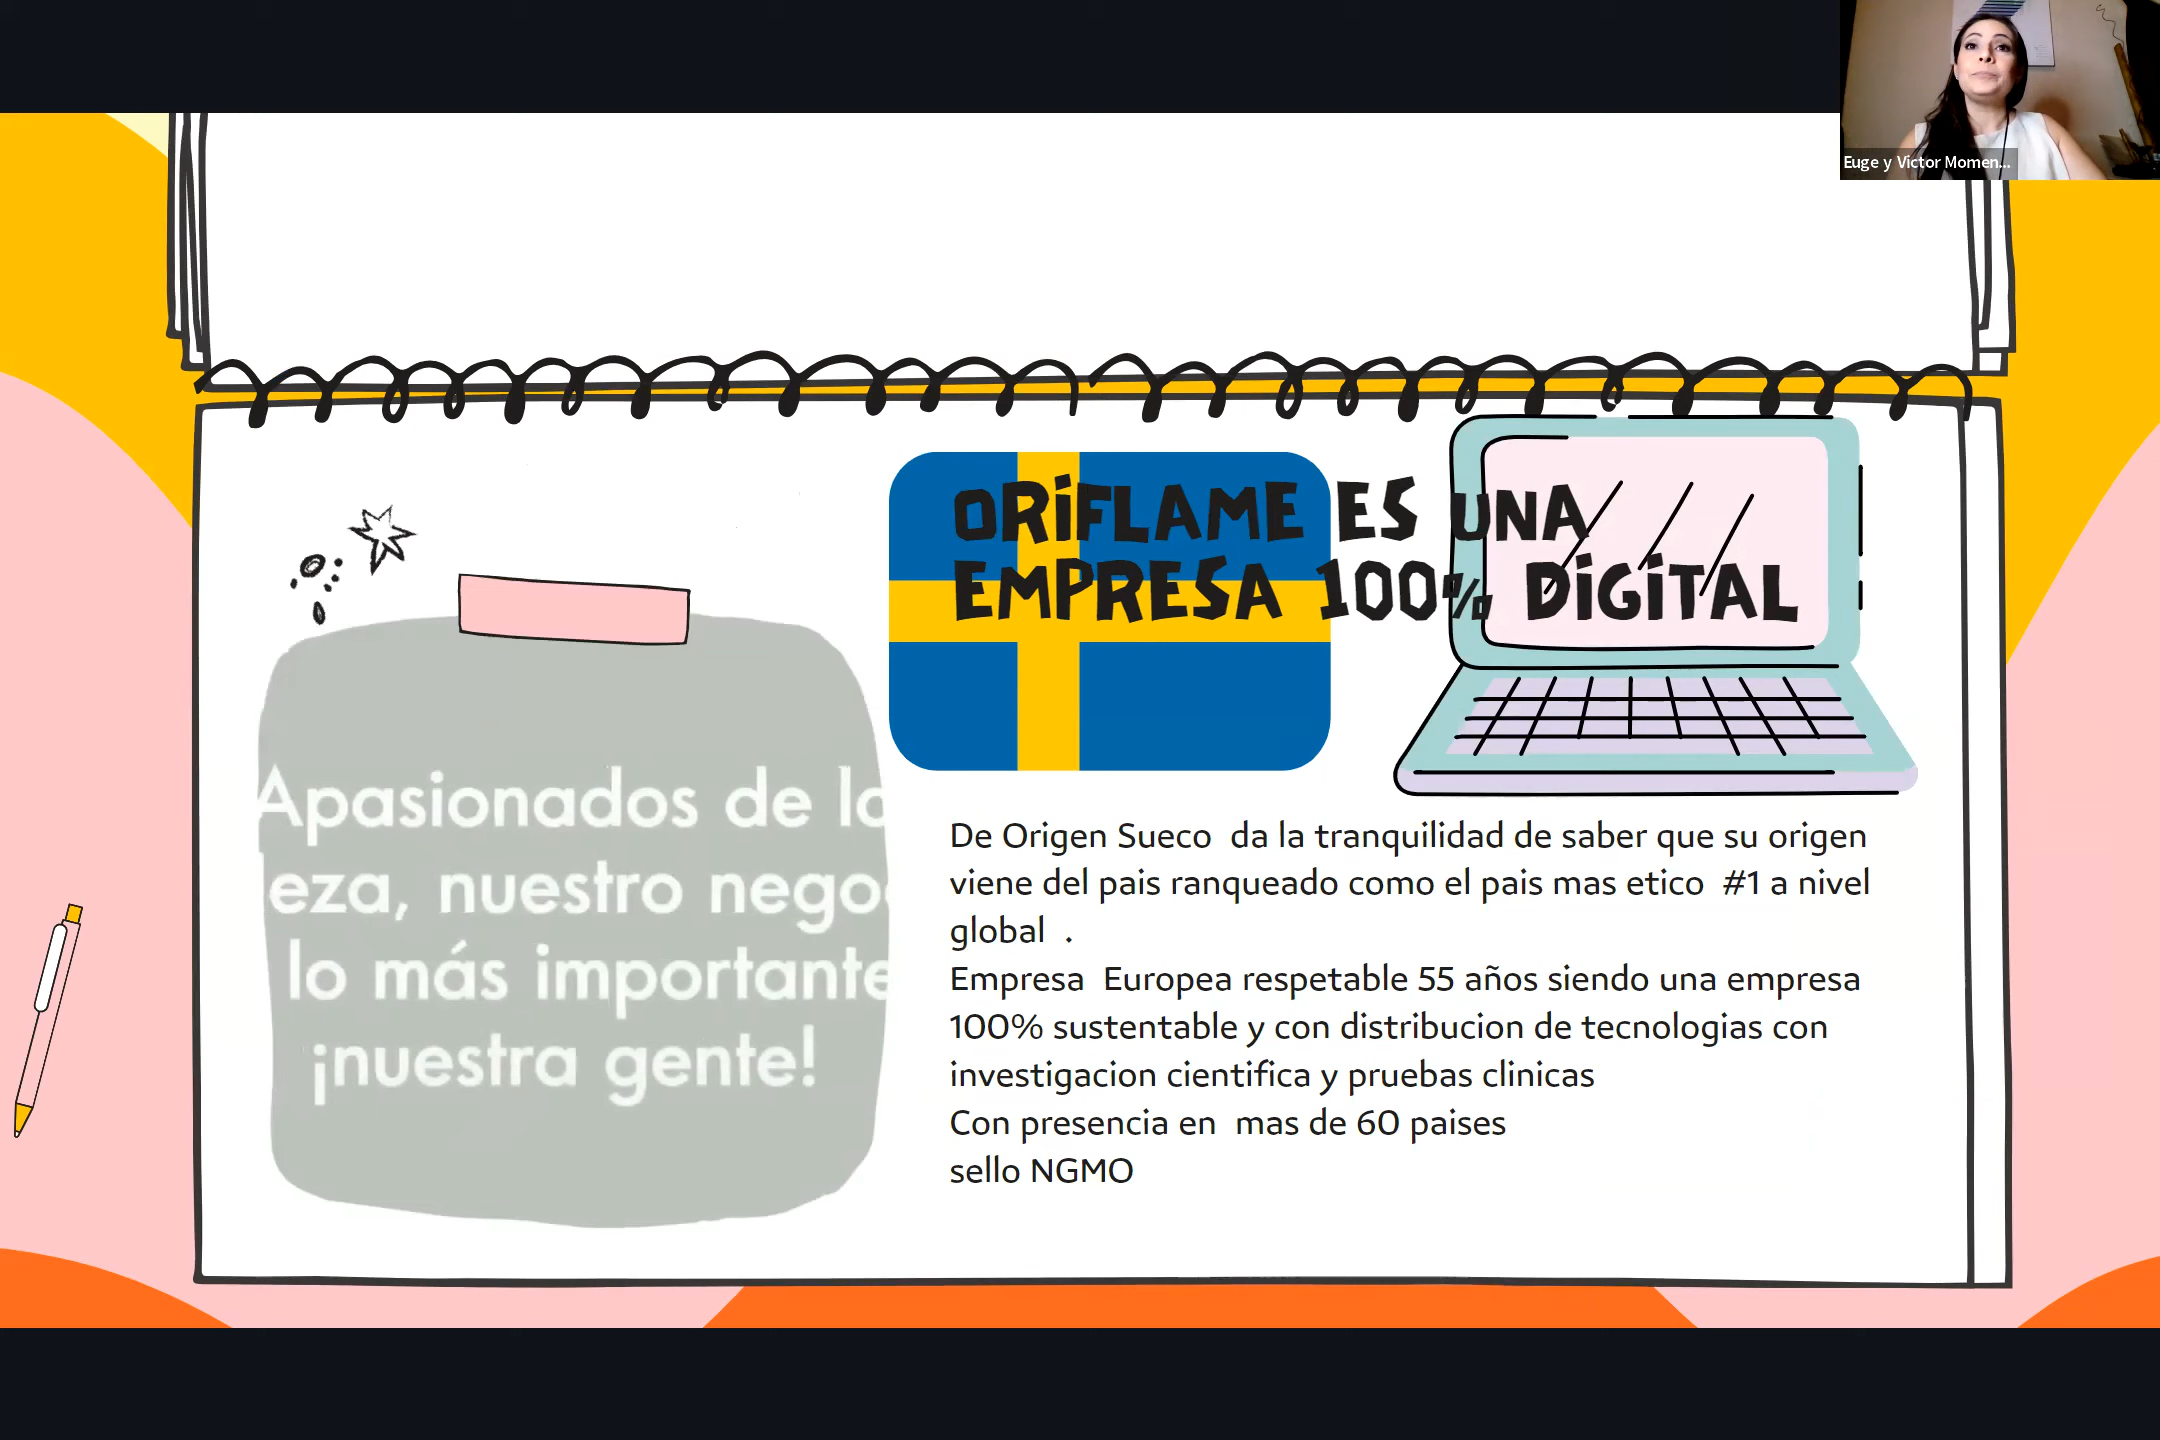 Euge y Victor Momen...
ORiFLAME ES UNA
EMPRESA 100% DiGiTAL
Apasionados de
eza, nuestro
lo más importante
¡nuestra gente!
De Origen Sueco da la tranquilidad de saber que su origen
viene del pais ranqueado como el pais mas etico #1 a nivel
global .
Empresa Europea respetable 55 años siendo una empresa
100% sustentable y con distribucion de tecnologias con
investigacion cientifica y pruebas clinicas
Con presencia en mas de 60 paises
sello NGMO